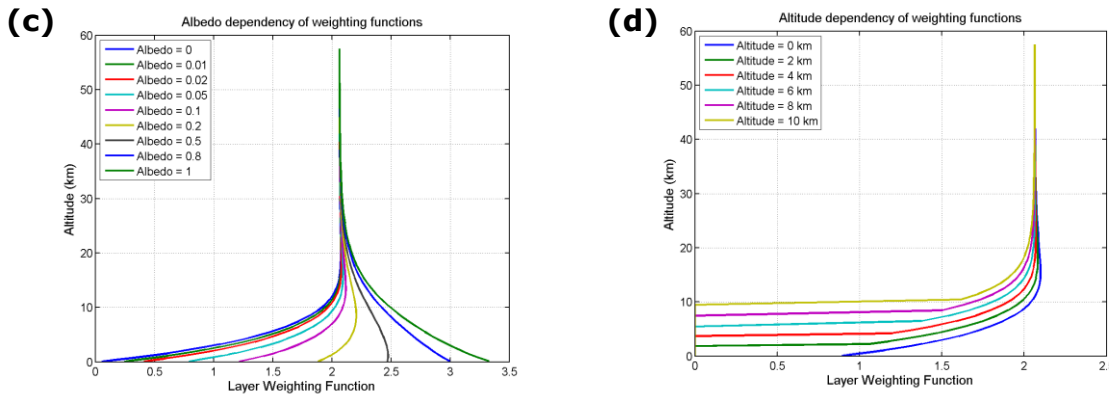 (c)
Albedo dependency of weighting functions
60
50
40
30
20
10
0
Altitude (km)
Albedo = 0
Albedo = 0.01
Albedo = 0.02
Albedo = 0.05
Albedo = 0.1
Albedo = 0.2
Albedo = 0.5
Albedo = 0.8
Albedo = 1
0 0.5 1 1.5 2 2.5 3 3.5
Layer Weighting Function
(d)
Altitude dependency of weighting functions
60
50
40
30
20
10
0
Altitude (km)
Altitude = 0 km
Altitude = 2 km
Altitude = 4 km
Altitude = 6 km
Altitude = 8 km
Altitude = 10 km
0 0.5 1 1.5 2 2.5
Layer Weighting Function